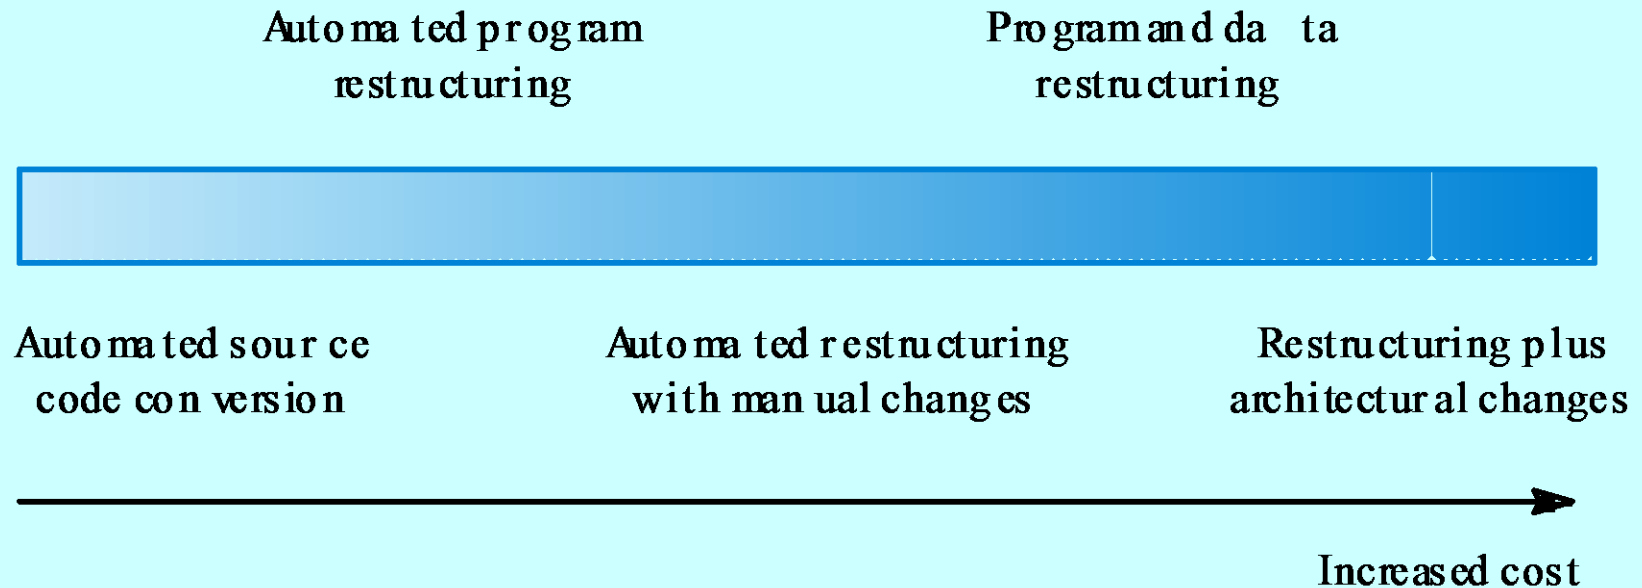 Automated program
restructuring
Program and data
restructuring
Automated source
code conversion
Automated restructuring
with manual changes
Restructuring plus
architectural changes
Increased cost